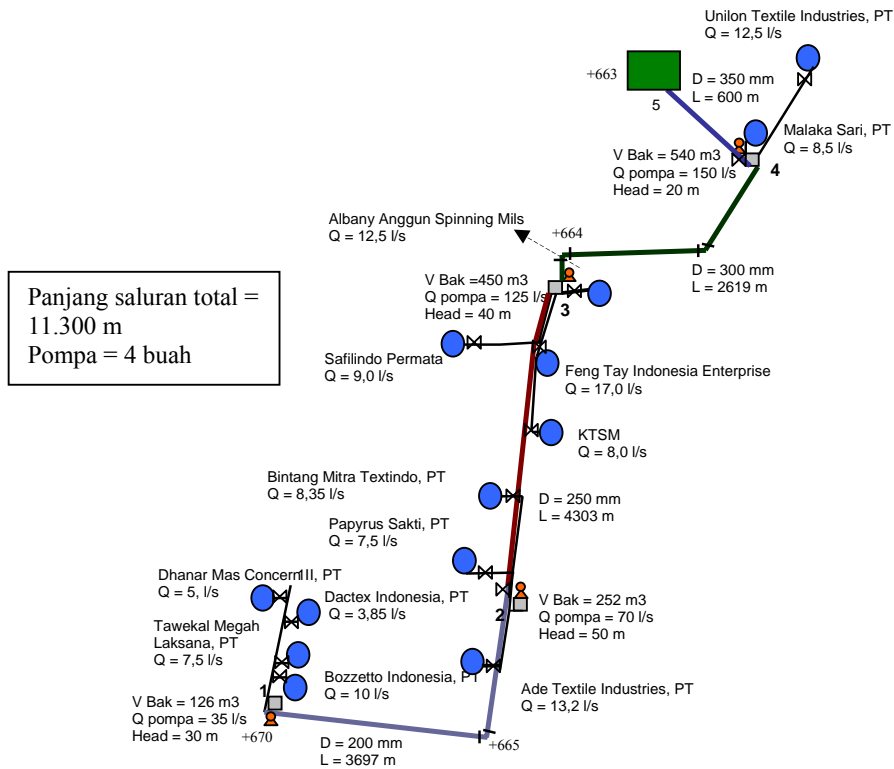 Unilon Textile Industries, PT
Q = 12,5 l/s
+663
D = 350 mm
L = 600 m
5
Malaka Sari, PT
Q = 8,5 l/s
V Bak = 540 m3
Q pompa = 150 l/s
Head = 20 m
4
Albany Anggun Spinning Mils
Q = 12,5 l/s
+664
D = 300 mm
L = 2619 m
V Bak =450 m3
Q pompa = 125 l/s
Head = 40 m
3
Panjang saluran total =
11.300 m
Pompa = 4 buah
Safilindo Permata
Q = 9,0 l/s
Feng Tay Indonesia Enterprise
Q = 17,0 l/s
KTSM
Q = 8,0 l/s
Bintang Mitra Textindo, PT
Q = 8,35 l/s
D = 250 mm
L = 4303 m
Papyrus Sakti, PT
Q = 7,5 l/s
Dhanar Mas Concern III, PT
Q = 5, l/s
Dactex Indonesia, PT
Q = 3,85 l/s
2
V Bak = 252 m3
Q pompa = 70 l/s
Head = 50 m
Tawekal Megah
Laksana, PT
Q = 7,5 l/s
Bozzetto Indonesia, PT
Q = 10 l/s
Ade Textile Industries, PT
Q = 13,2 l/s
1
V Bak = 126 m3
Q pompa = 35 l/s
Head = 30 m
+670
+665
D = 200 mm
L = 3697 m